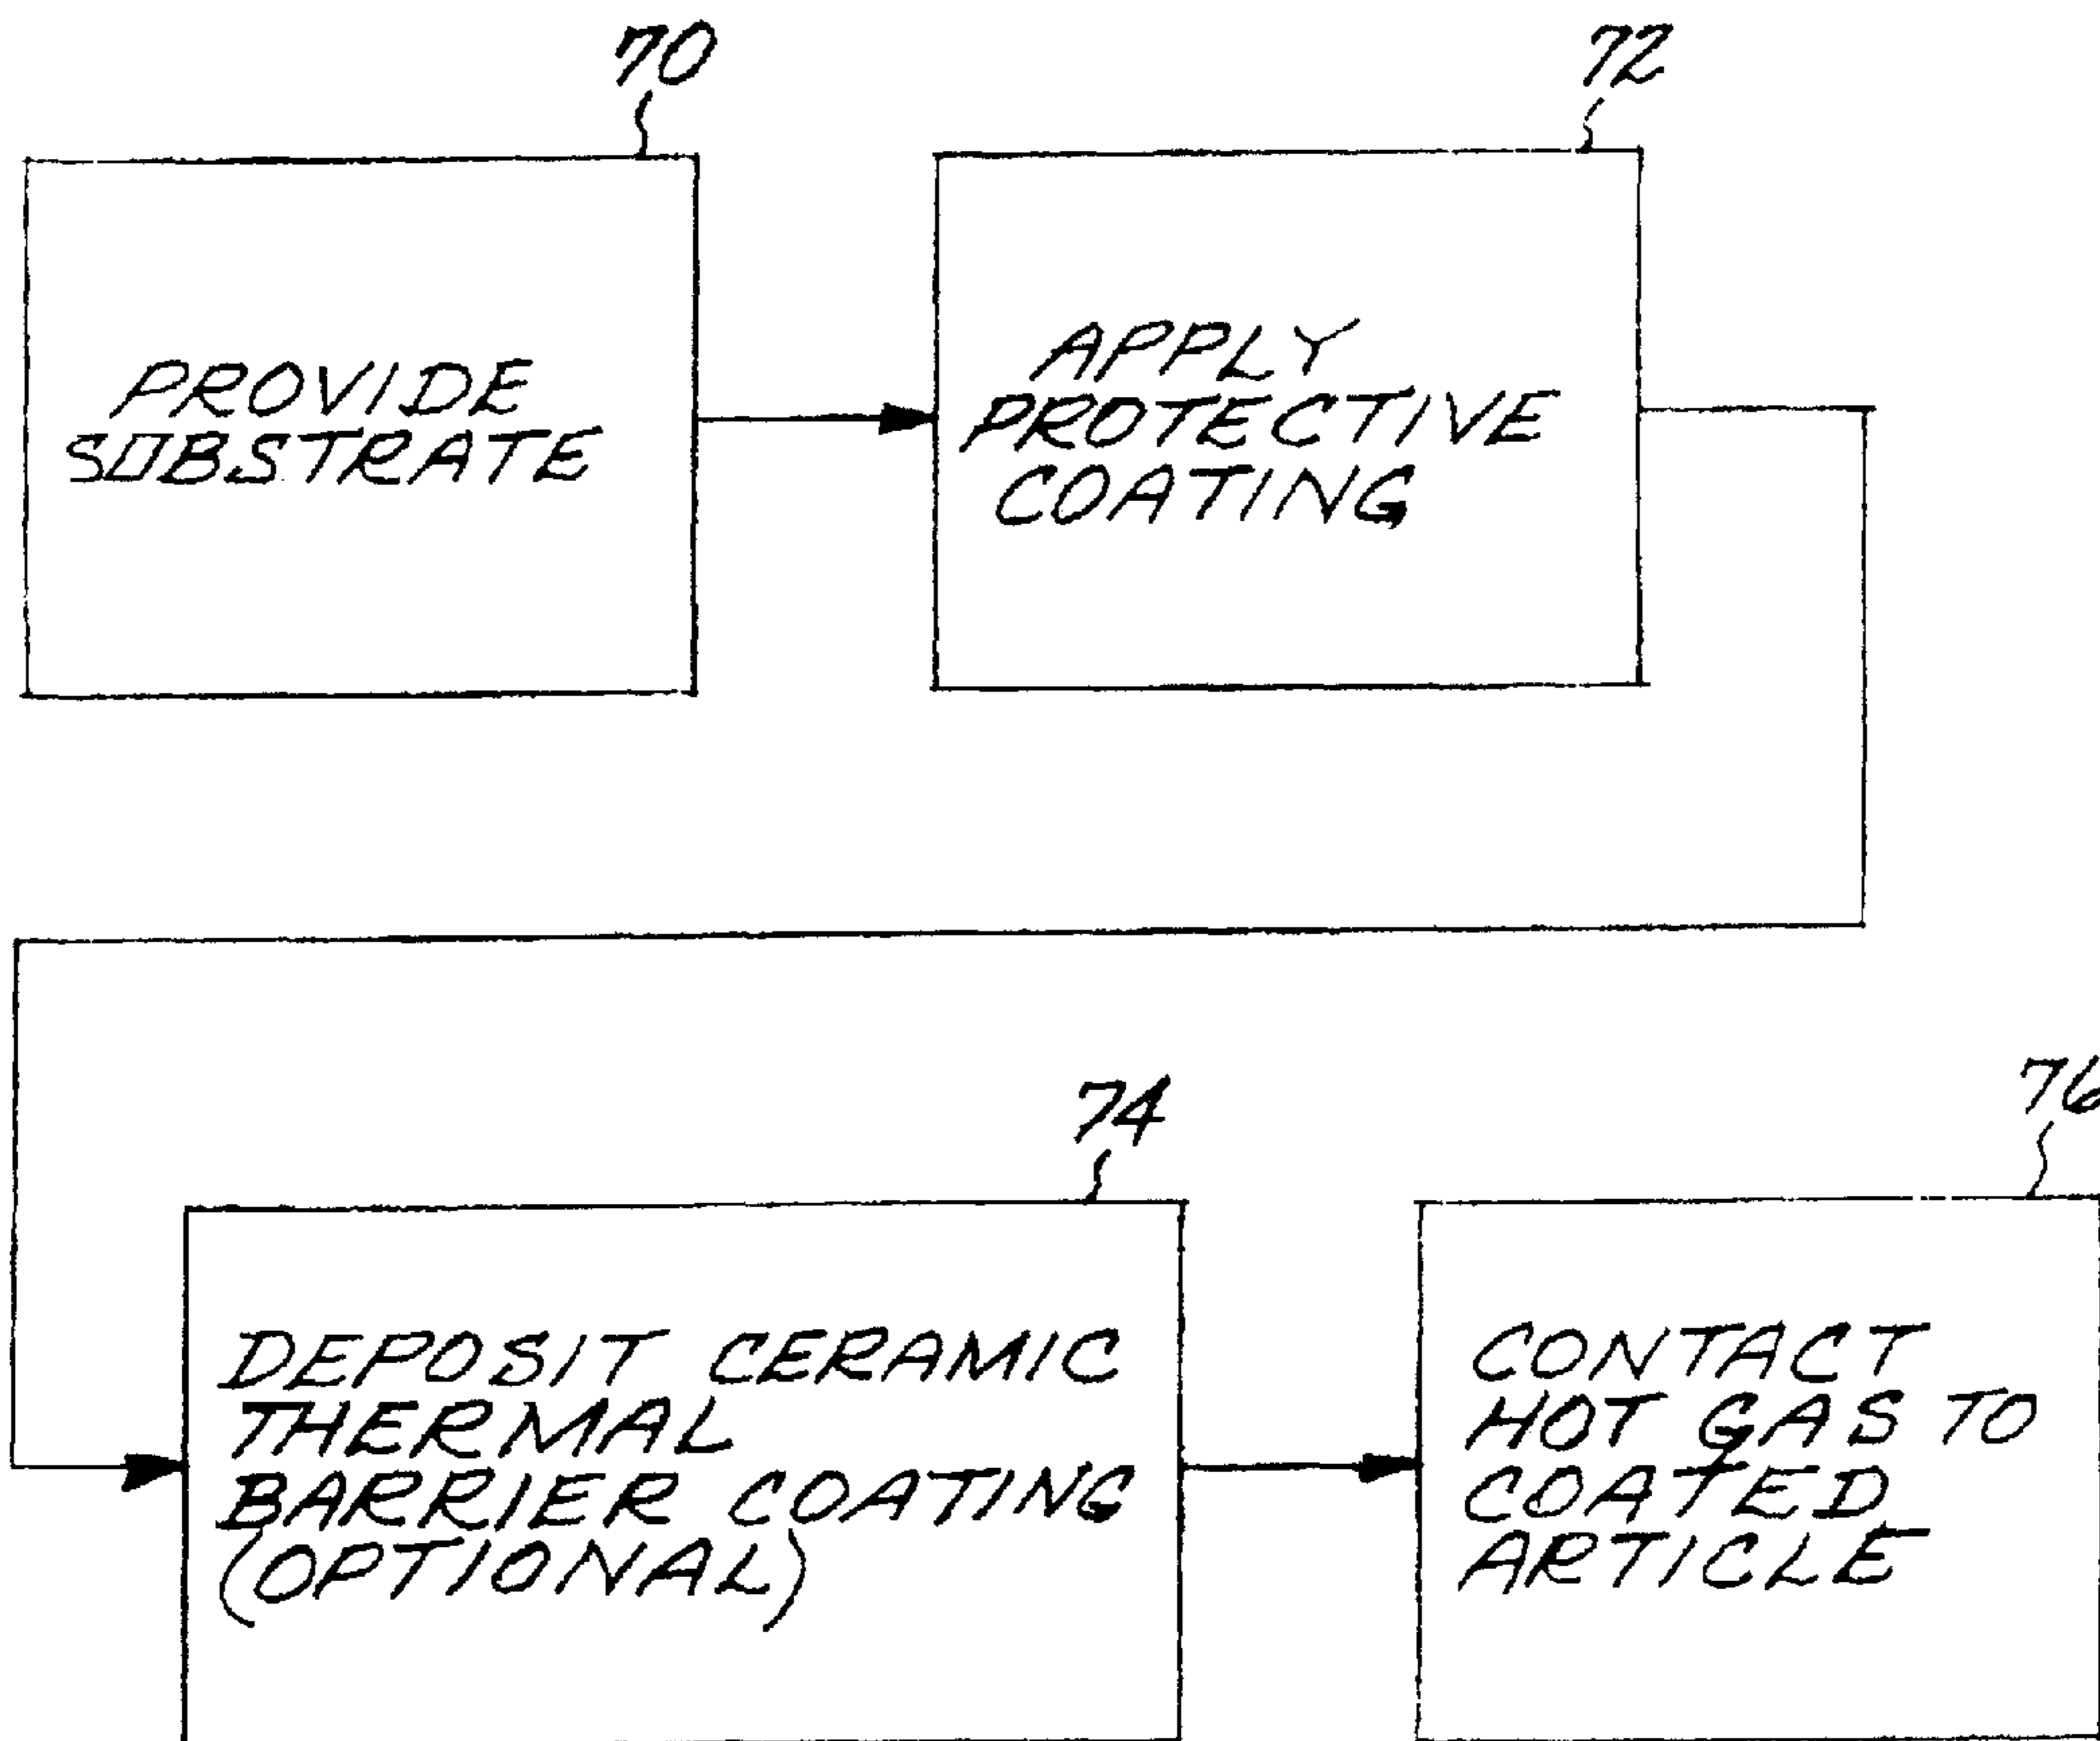 70
72
PROVIDE
SUBSTRATE
APPLY
PROTECTIVE
COATING
74
76
DEPOSIT CERAMIC
THERMAL
BARRIER COATING
(OPTIONAL)
CONTACT
HOT GAS TO
COATED
ARTICLE